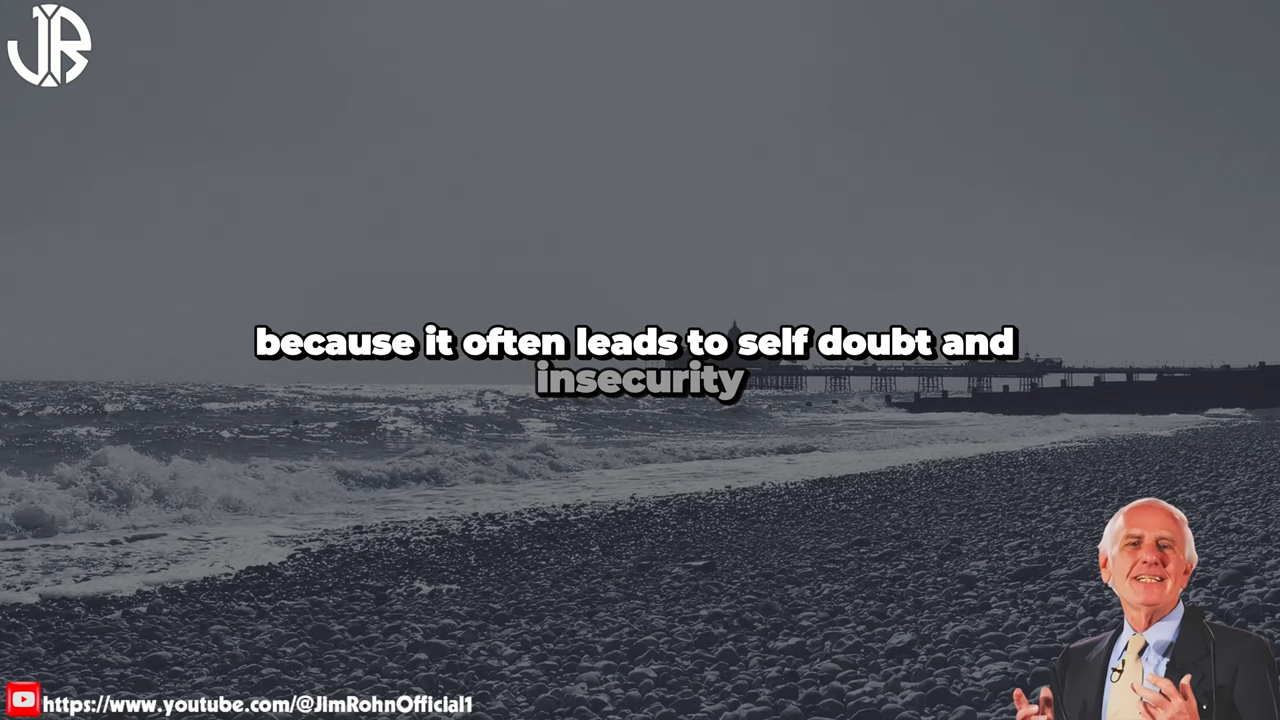 JR
because it often leads to self doubt and
insecurity
https://www.youtube.com/@JimRohnOfficial1